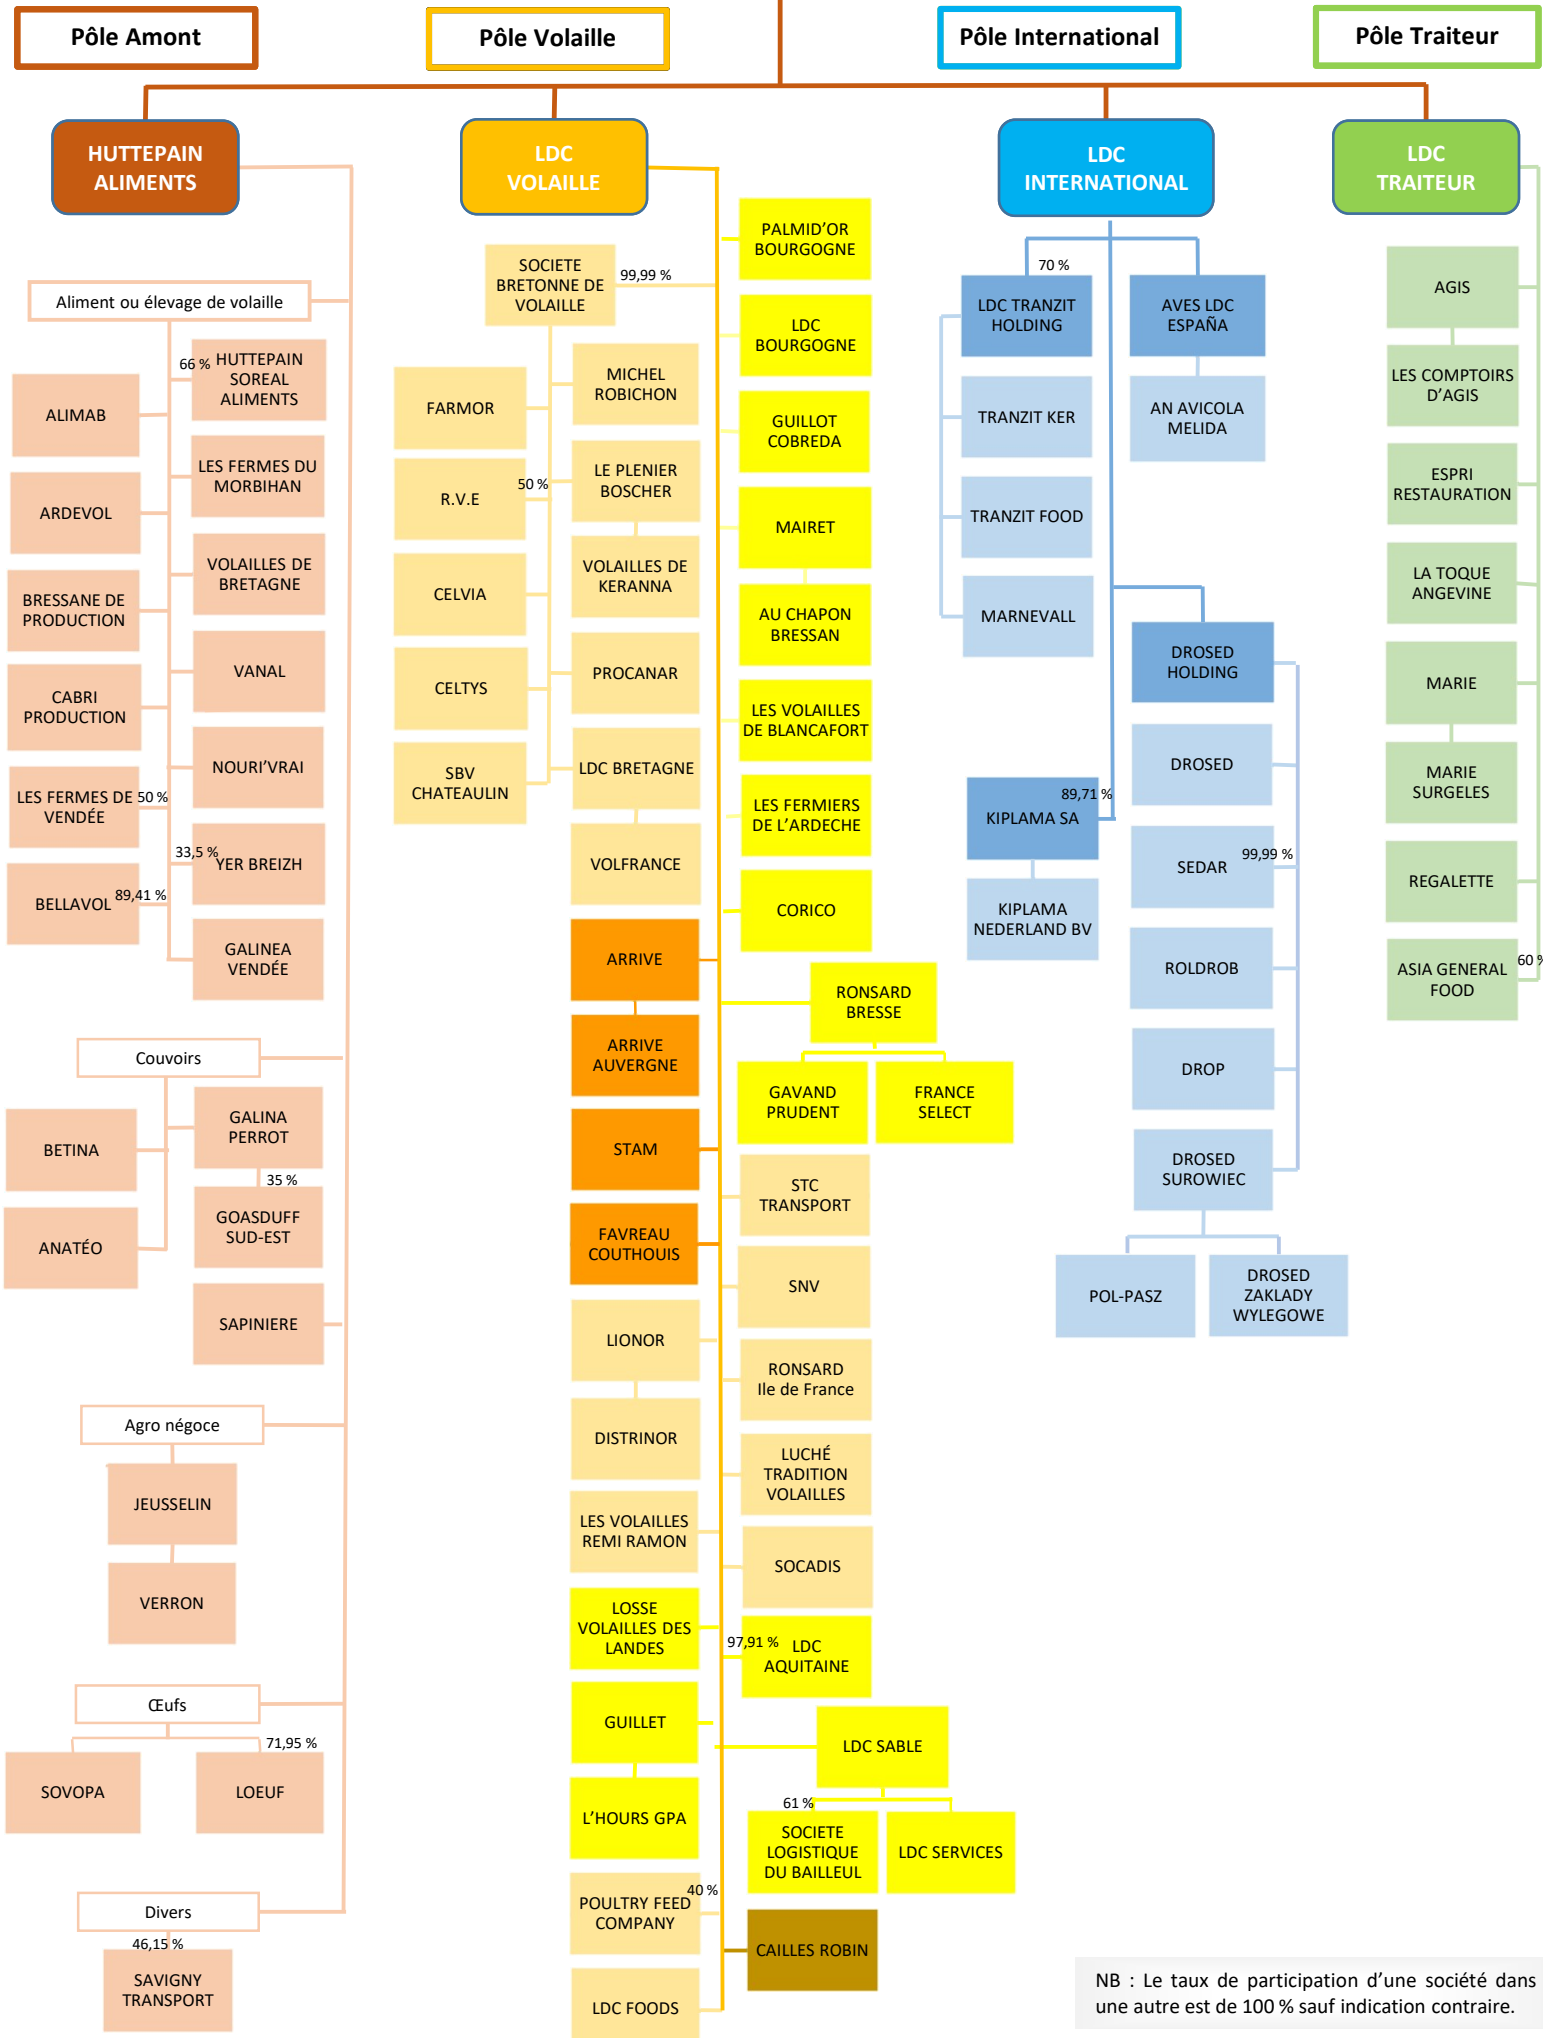 Pôle Amont
Pôle Volaille
Pôle International
Pôle Traiteur
HUTTEPAIN
ALIMENTS
Aliment ou élevage de volaille
66 %
HUTTEPAIN
SOREAL
ALIMENTS
ALIMAB
LES FERMES DU
MORBIHAN
ARDEVOL
VOLAILLES DE
BRETAGNE
BRESSANE DE
PRODUCTION
VANAL
CABRI
PRODUCTION
NOURI'VRAI
LES FERMES DE
VENDÉE
50 %
33,5 %
YER BREIZH
BELLAVOL
89,41 %
GALINEA
VENDÉE
Couvoirs
GALINA
PERROT
BETINA
35 %
GOASDUFF
SUD-EST
ANATÉO
SAPINIERE
Agro négoce
JEUSSELIN
VERRON
Œufs
71,95 %
SOVOPA
LOEUF
Divers
46,15 %
SAVIGNY
TRANSPORT
LDC
VOLAILLE
SOCIETE
BRETONNE DE
VOLAILLE
99,99 %
MICHEL
ROBICHON
FARMOR
LE PLENIER
BOSCHER
R.V.E
50 %
VOLAILLES DE
KERANNA
CELVIA
PROCANAR
CELTYS
LDC BRETAGNE
SBV
CHATEAULIN
VOLFRANCE
ARRIVE
ARRIVE
AUVERGNE
STAM
FAVREAU
COUTHOUIS
LIONOR
DISTRINOR
LES VOLAILLES
REMI RAMON
LOSSE
VOLAILLES DES
LANDES
GUILLET
L'HOURS GPA
POULTRY FEED
COMPANY
40 %
LDC FOODS
PALMID'OR
BOURGOGNE
LDC
BOURGOGNE
GUILLOT
COBREDA
MAIRET
AU CHAPON
BRESSAN
LES VOLAILLES
DE BLANCAFORT
LES FERMIERS
DE L'ARDECHE
CORICO
RONSARD
BRESSE
GAVAND
PRUDENT
FRANCE
SELECT
STC
TRANSPORT
SNV
RONSARD
Ile de France
LUCHÉ
TRADITION
VOLAILLES
SOCADIS
97,91 %
LDC
AQUITAINE
LDC SABLE
61 %
SOCIETE
LOGISTIQUE
DU BAILLEUL
LDC SERVICES
CAILLES ROBIN
LDC
INTERNATIONAL
70 %
LDC TRANZIT
HOLDING
AVES LDC
ESPAÑA
TRANZIT KER
AN AVICOLA
MELIDA
TRANZIT FOOD
MARNEVALL
DROSED
HOLDING
DROSED
89,71 %
KIPLAMA SA
SEDAR
99,99 %
KIPLAMA
NEDERLAND BV
ROLDROB
DROP
DROSED
SUROWIEC
POL-PASZ
DROSED
ZAKLADY
WYLEGOWE
LDC
TRAITEUR
AGIS
LES COMPTOIRS
D'AGIS
ESPRI
RESTAURATION
LA TOQUE
ANGEVINE
MARIE
MARIE
SURGELES
REGALETTE
ASIA GENERAL
FOOD
60 %
NB : Le taux de participation d'une société dans
une autre est de 100 % sauf indication contraire.